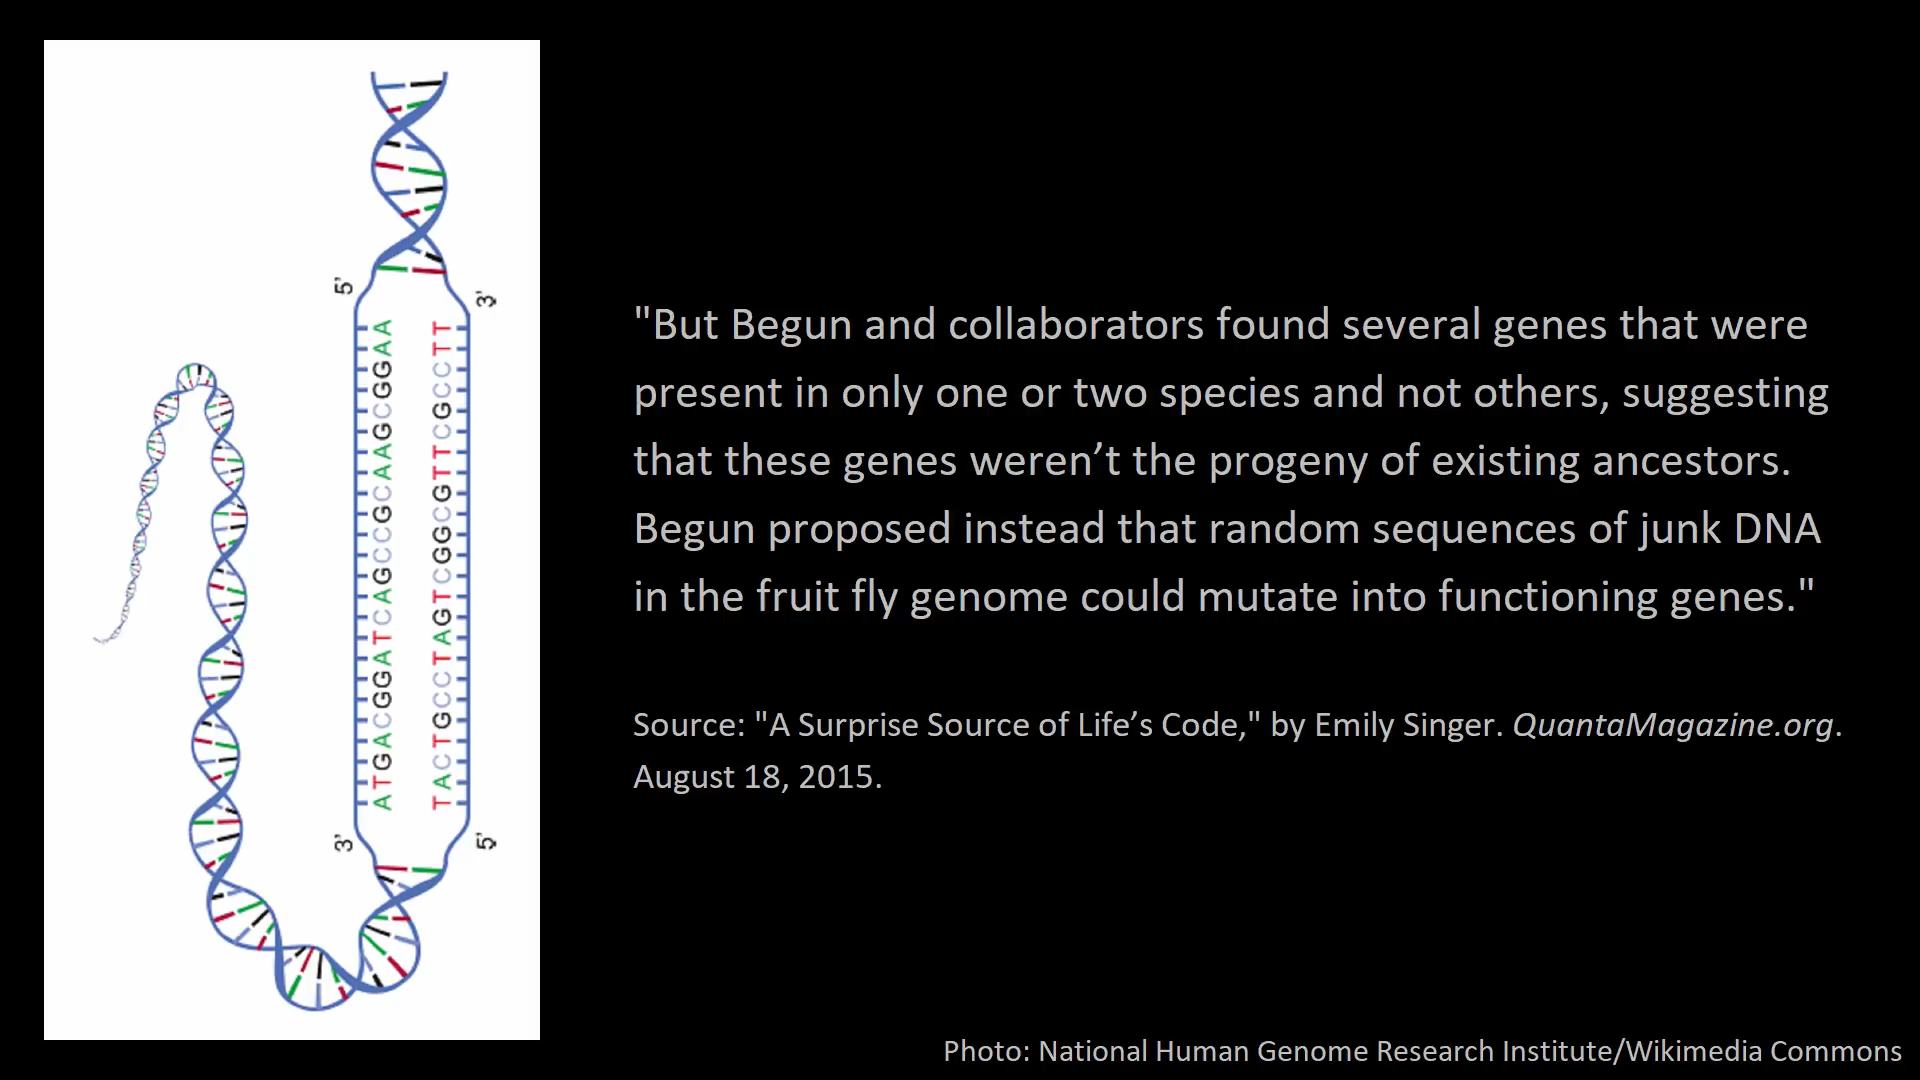 3' ATGACGGATCAGCCGCAAGCGGAA 5'
5' TACTGCCTAGTCGGCGTTCGCCTT 3'
"But Begun and collaborators found several genes that were
present in only one or two species and not others, suggesting
that these genes weren’t the progeny of existing ancestors.
Begun proposed instead that random sequences of junk DNA
in the fruit fly genome could mutate into functioning genes."
Source: "A Surprise Source of Life’s Code," by Emily Singer. QuantaMagazine.org.
August 18, 2015.
Photo: National Human Genome Research Institute/Wikimedia Commons